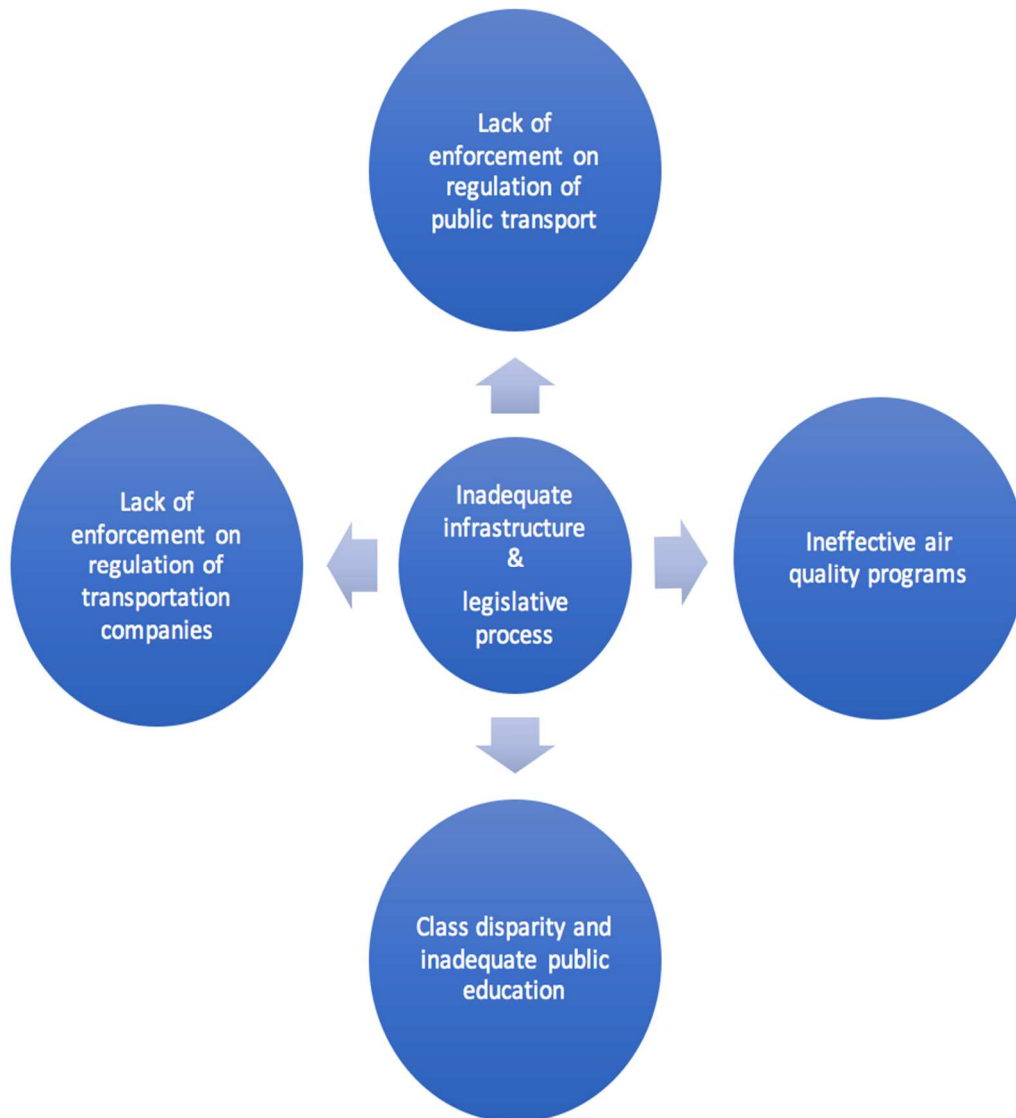 Lack of
enforcement on
regulation of
public transport
Lack of
enforcement on
regulation of
transportation
companies
Inadequate
infrastructure
&
legislative
process
Ineffective air
quality programs
Class disparity and
inadequate public
education